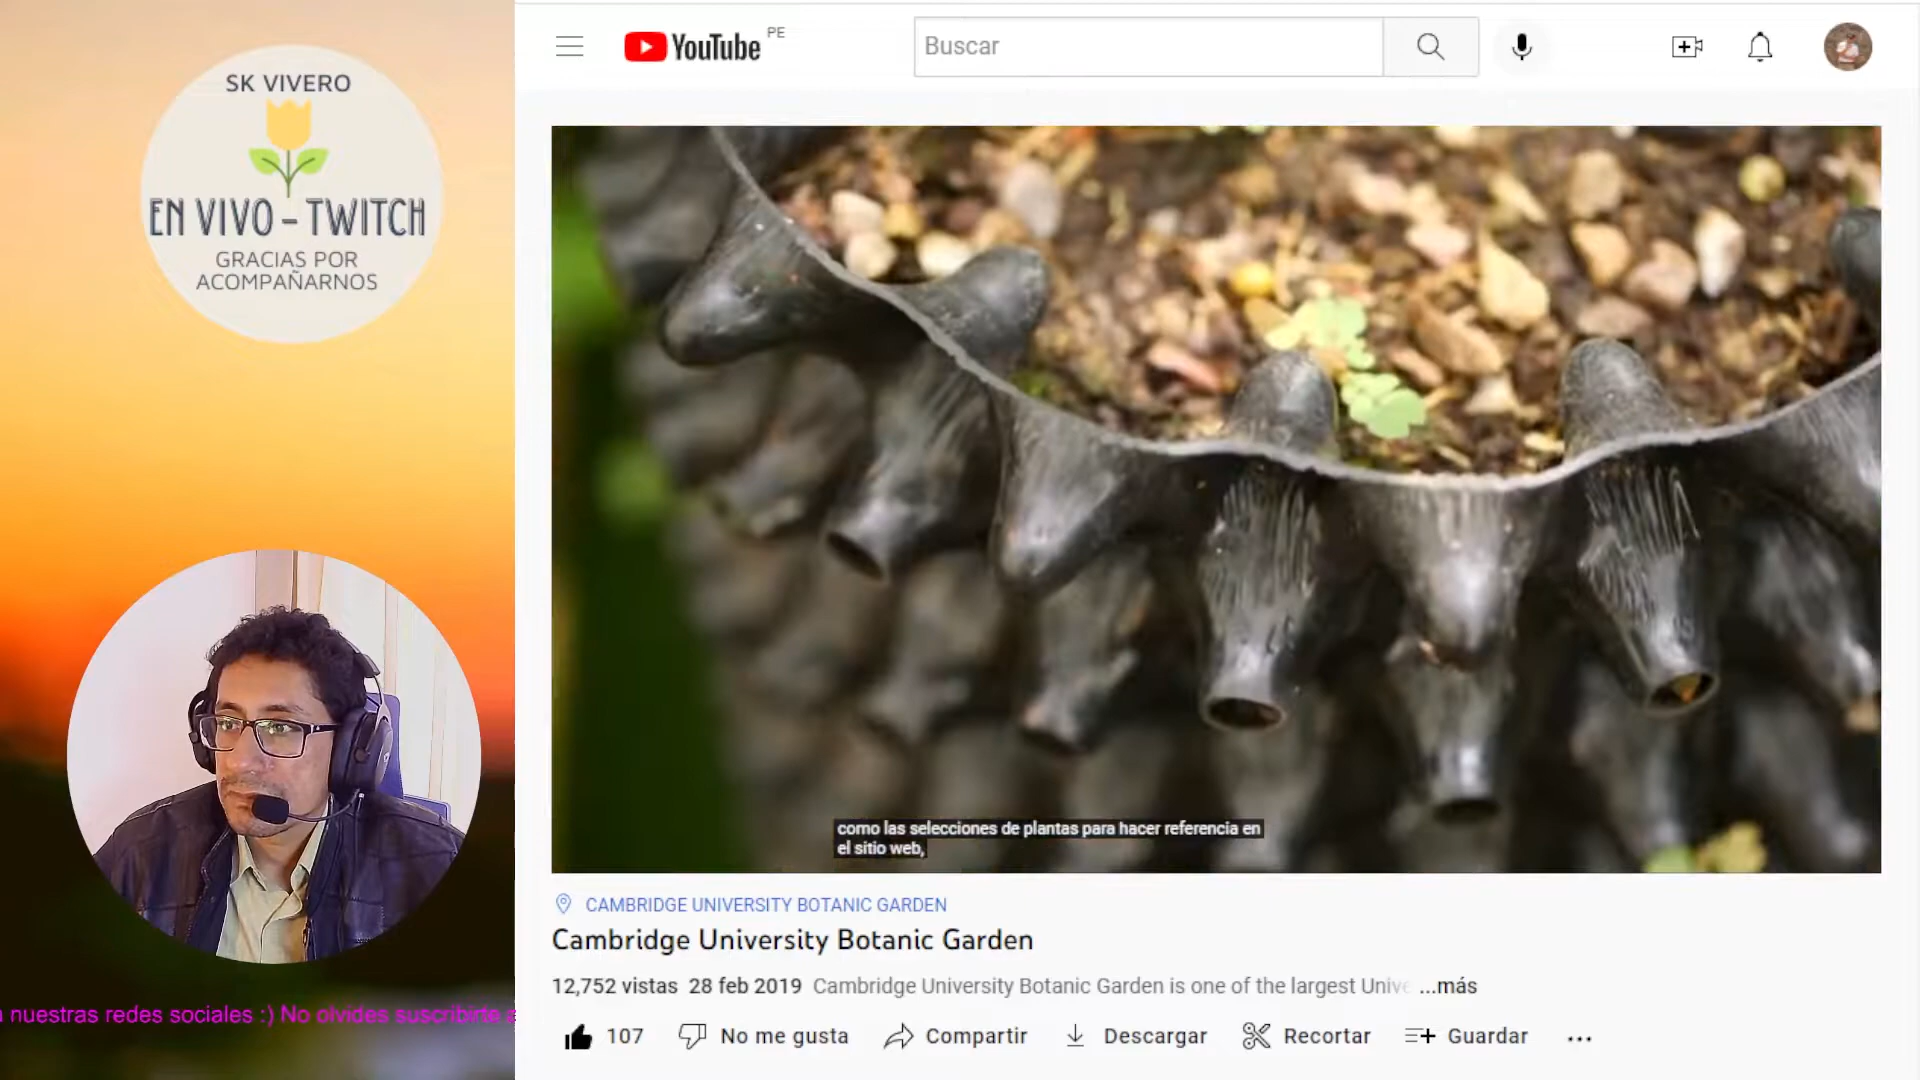 SK VIVERO
EN VIVO - TWITCH
GRACIAS POR
ACOMPAÑARNOS
nuestras redes sociales :) No olvides suscribirte
YouTube PE
Buscar
como las selecciones de plantas para hacer referencia en
el sitio web,
CAMBRIDGE UNIVERSITY BOTANIC GARDEN
Cambridge University Botanic Garden
12,752 vistas 28 feb 2019 Cambridge University Botanic Garden is one of the largest Unive ...más
107 No me gusta Compartir Descargar Recortar Guardar ...